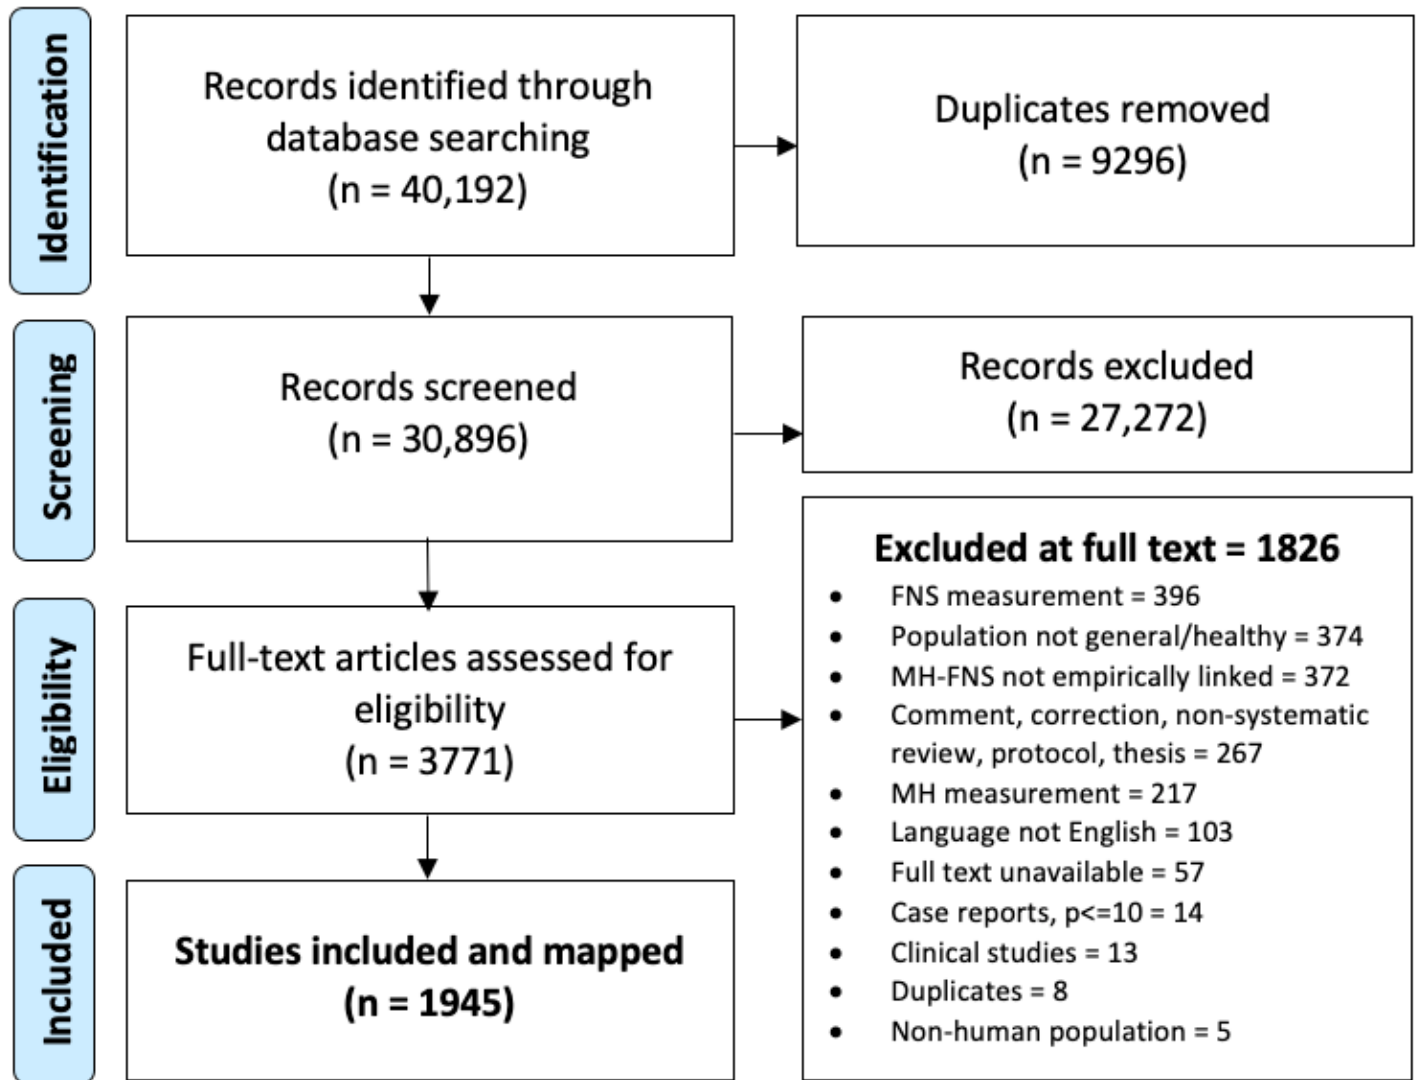 Identification
Records identified through
database searching
(n = 40,192)
Duplicates removed
(n = 9296)
Screening
Records screened
(n = 30,896)
Records excluded
(n = 27,272)
Eligibility
Full-text articles assessed for
eligibility
(n = 3771)
Excluded at full text = 1826
• FNS measurement = 396
• Population not general/healthy = 374
• MH-FNS not empirically linked = 372
• Comment, correction, non-systematic
review, protocol, thesis = 267
• MH measurement = 217
• Language not English = 103
• Full text unavailable = 57
• Case reports, p<=10 = 14
• Clinical studies = 13
• Duplicates = 8
• Non-human population = 5
Included
Studies included and mapped
(n = 1945)